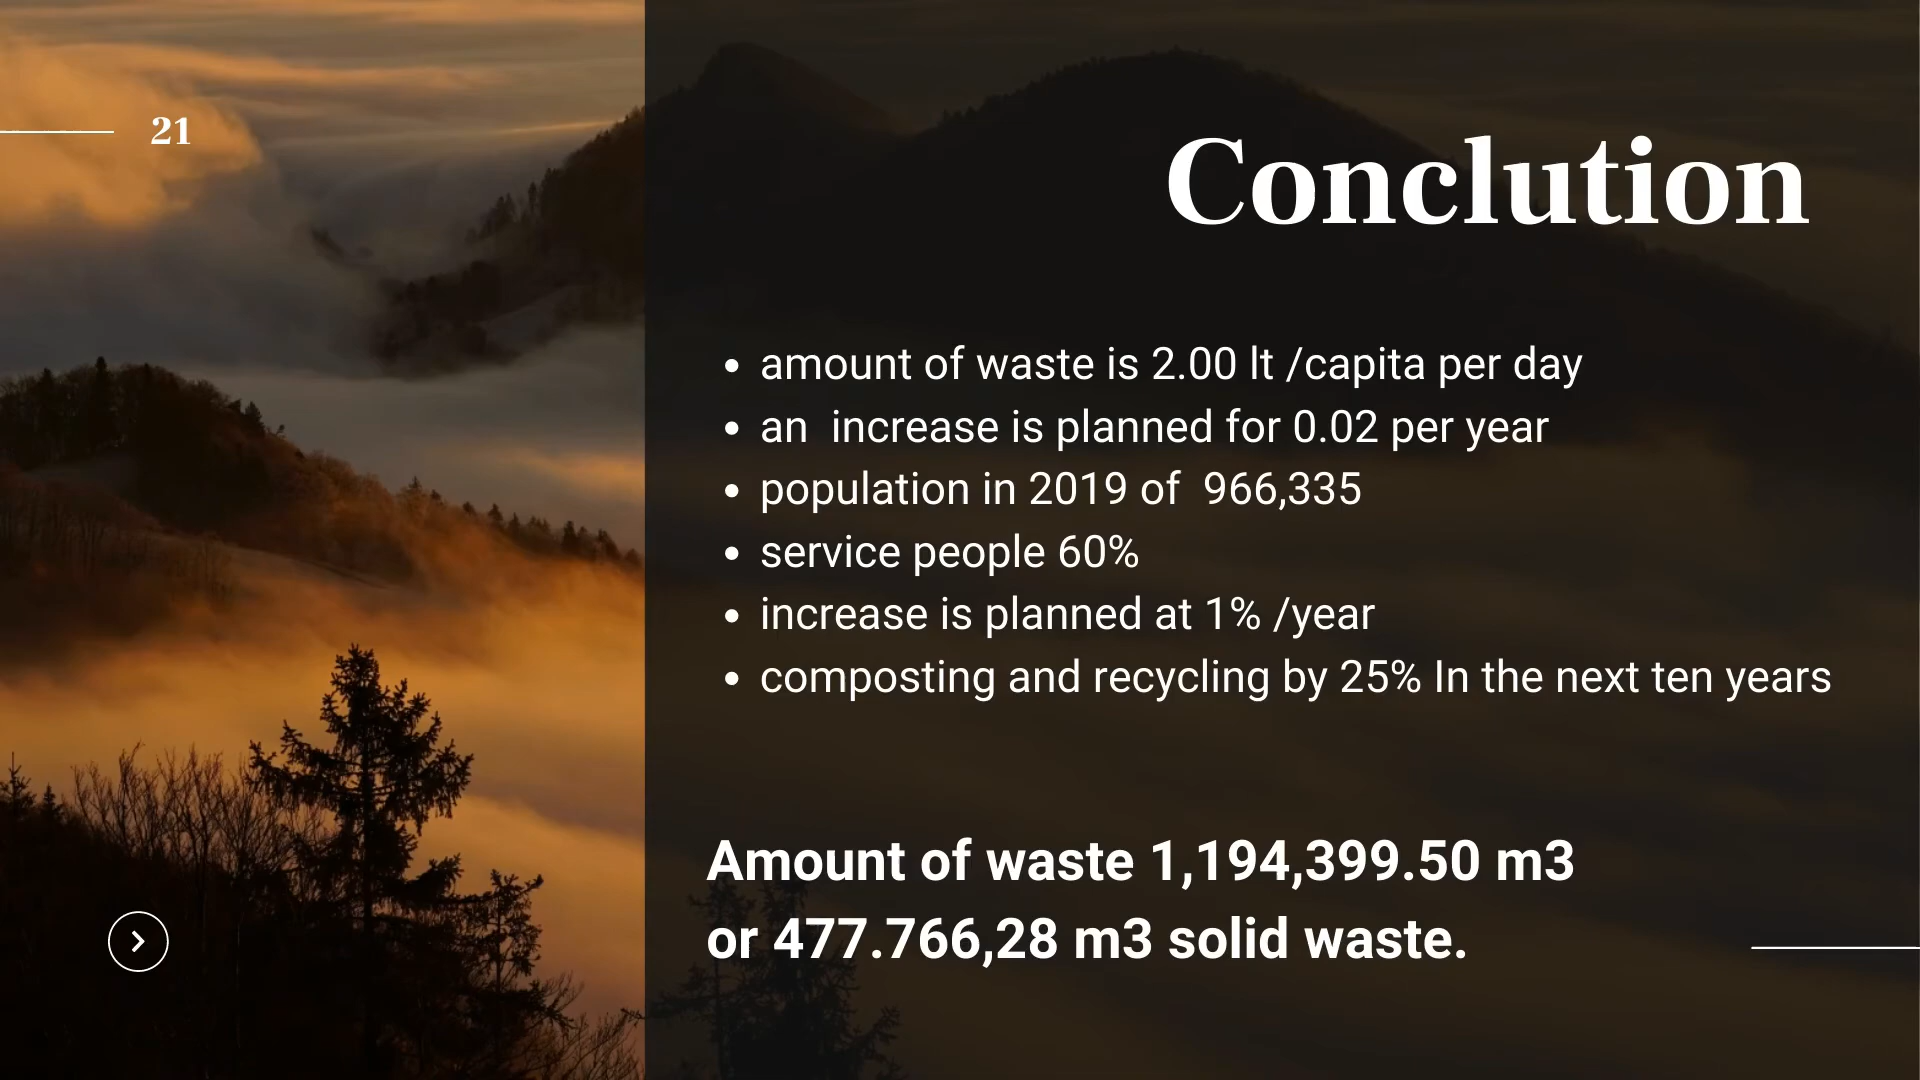 21
Conclution
• amount of waste is 2.00 lt /capita per day
• an  increase is planned for 0.02 per year
• population in 2019 of  966,335
• service people 60%
• increase is planned at 1% /year
• composting and recycling by 25% In the next ten years
Amount of waste 1,194,399.50 m3
or 477.766,28 m3 solid waste.